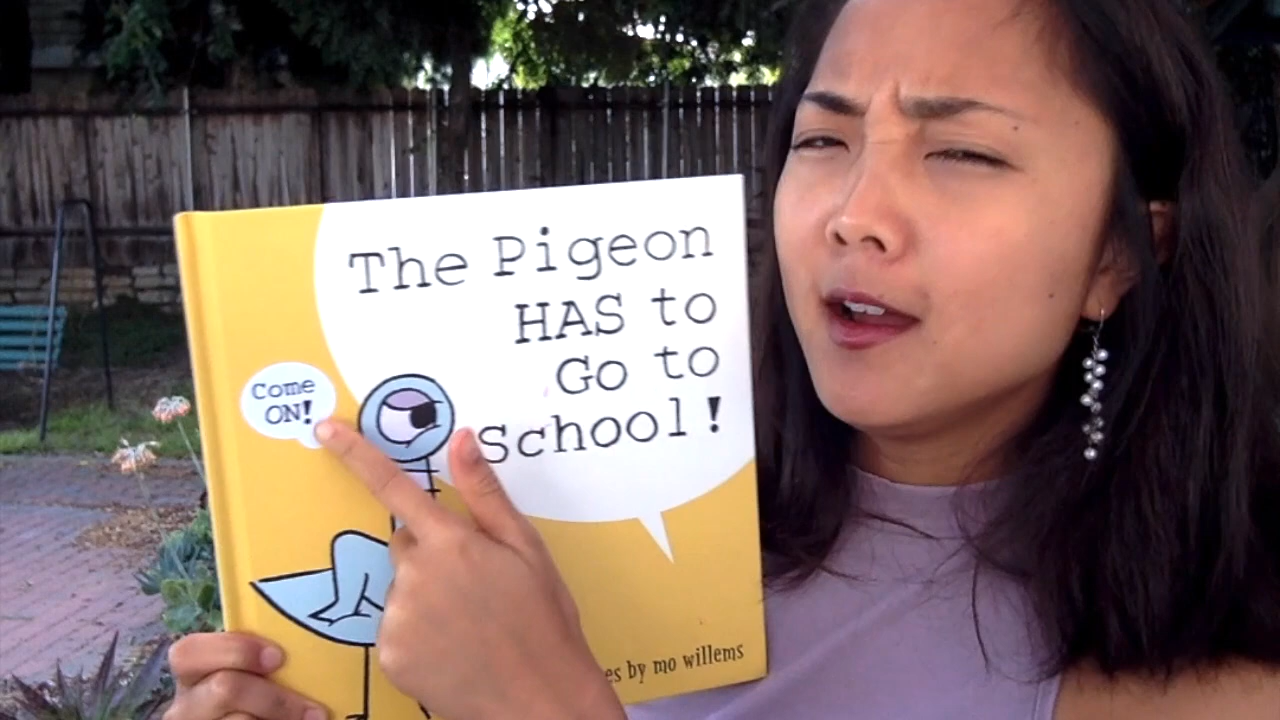 The Pigeon
HAS to
Go to
School!
Come
ON!
by mo willems